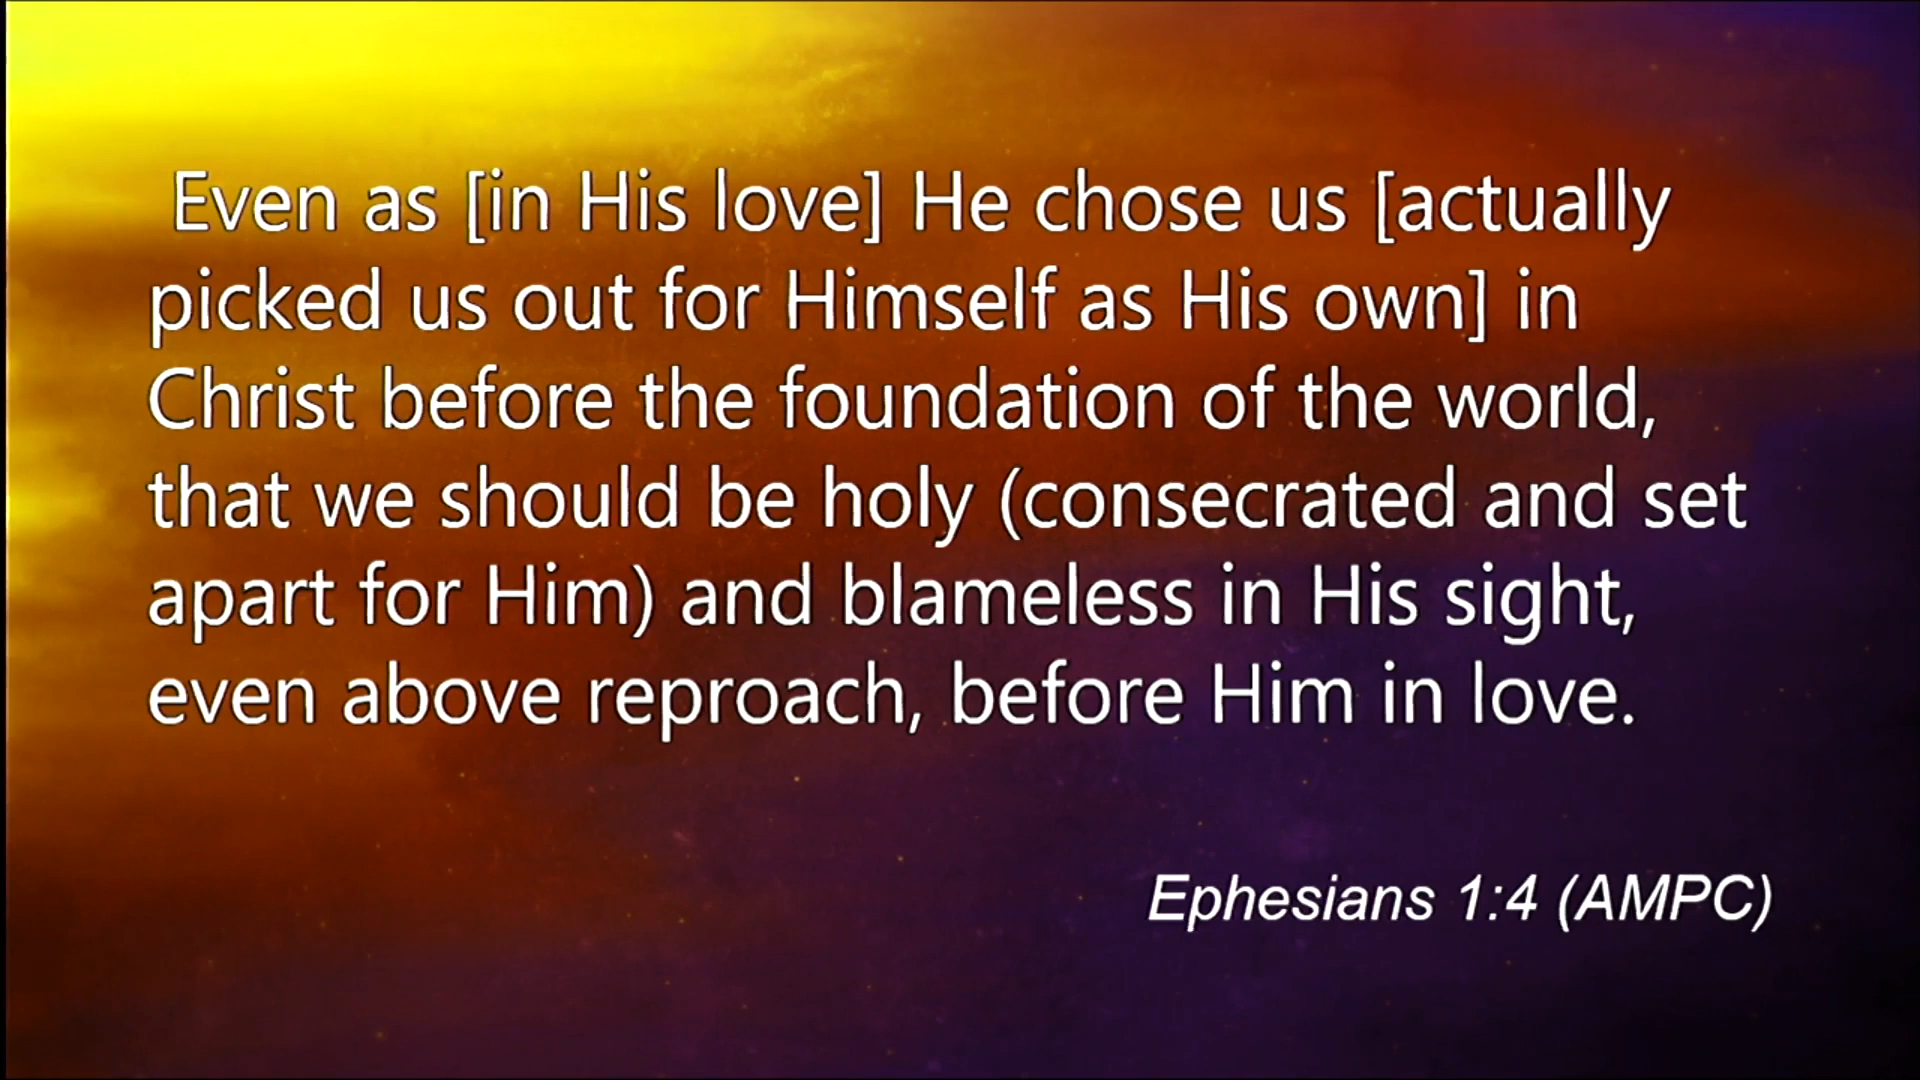 Even as [in His love] He chose us [actually
picked us out for Himself as His own] in
Christ before the foundation of the world,
that we should be holy (consecrated and set
apart for Him) and blameless in His sight,
even above reproach, before Him in love.
Ephesians 1:4 (AMPC)